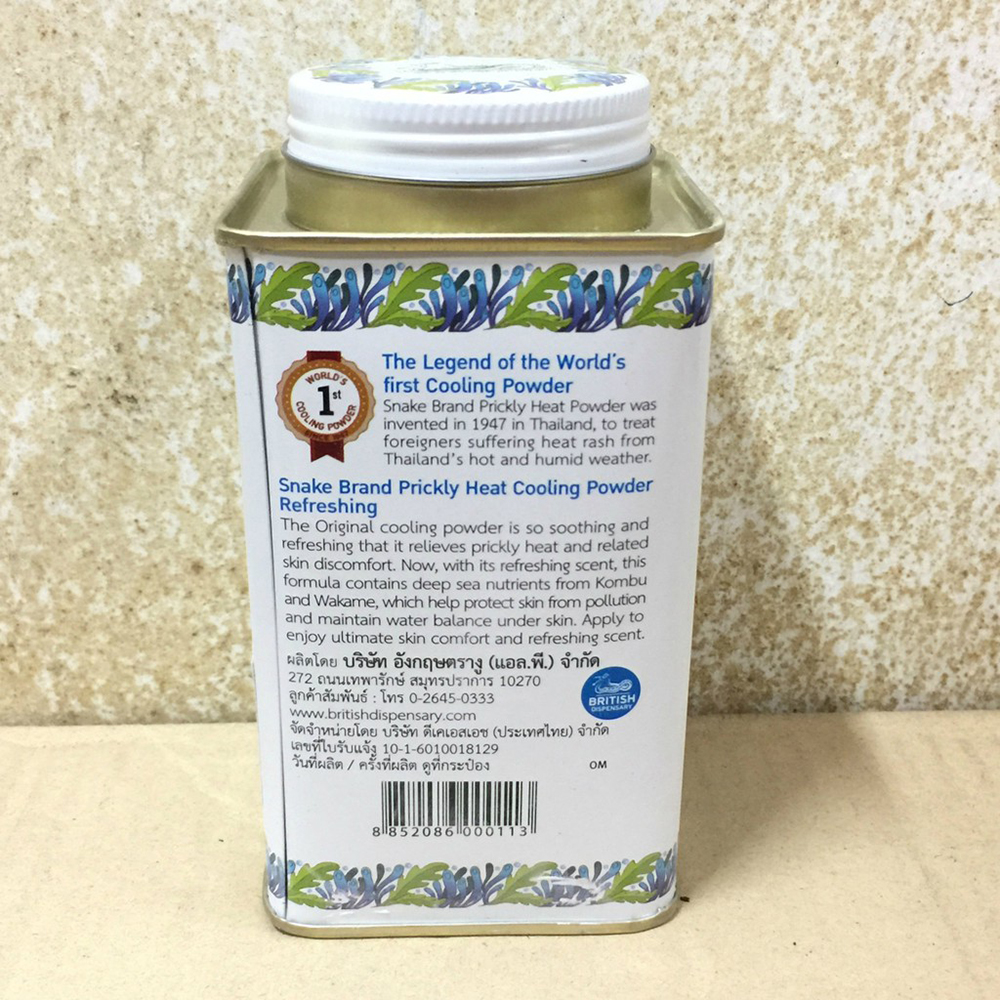 WORLD'S
1st
COOLING POWDER
The Legend of the World's
first Cooling Powder
Snake Brand Prickly Heat Powder was
invented in 1947 in Thailand, to treat
foreigners suffering heat rash from
Thailand's hot and humid weather.
Snake Brand Prickly Heat Cooling Powder
Refreshing
The Original cooling powder is so soothing and
refreshing that it relieves prickly heat and related
skin discomfort. Now, with its refreshing scent, this
formula contains deep sea nutrients from Kombu
and Wakame, which help protect skin from pollution
and maintain water balance under skin. Apply to
enjoy ultimate skin comfort and refreshing scent.
ผลิตโดย บริษัท อังกฤษตรางู (แอล.พี.) จำกัด
272 ถนนเทพารักษ์ สมุทรปราการ 10270
ลูกค้าสัมพันธ์ : โทร 0-2645-0333
www.britishdispensary.com
BRITISH
DISPENSARY
จัดจำหน่ายโดย บริษัท ดีเคเอสเอช (ประเทศไทย) จำกัด
เลขที่ใบรับแจ้ง 10-1-6010018129
วันที่ผลิต / ครั้งที่ผลิต ดูที่กระป๋อง OM
8 852086 000113